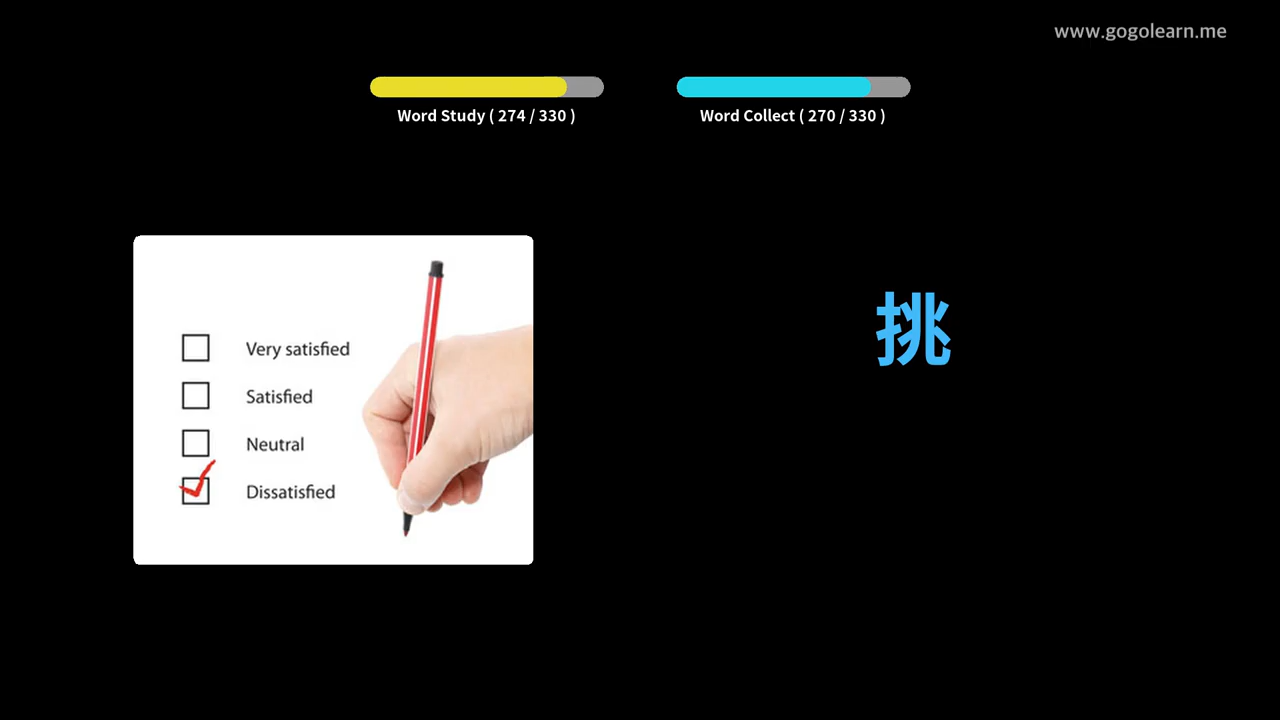 www.gogolearn.me
Word Study ( 274 / 330 )
Word Collect ( 270 / 330 )
Very satisfied
Satisfied
Neutral
Dissatisfied
挑